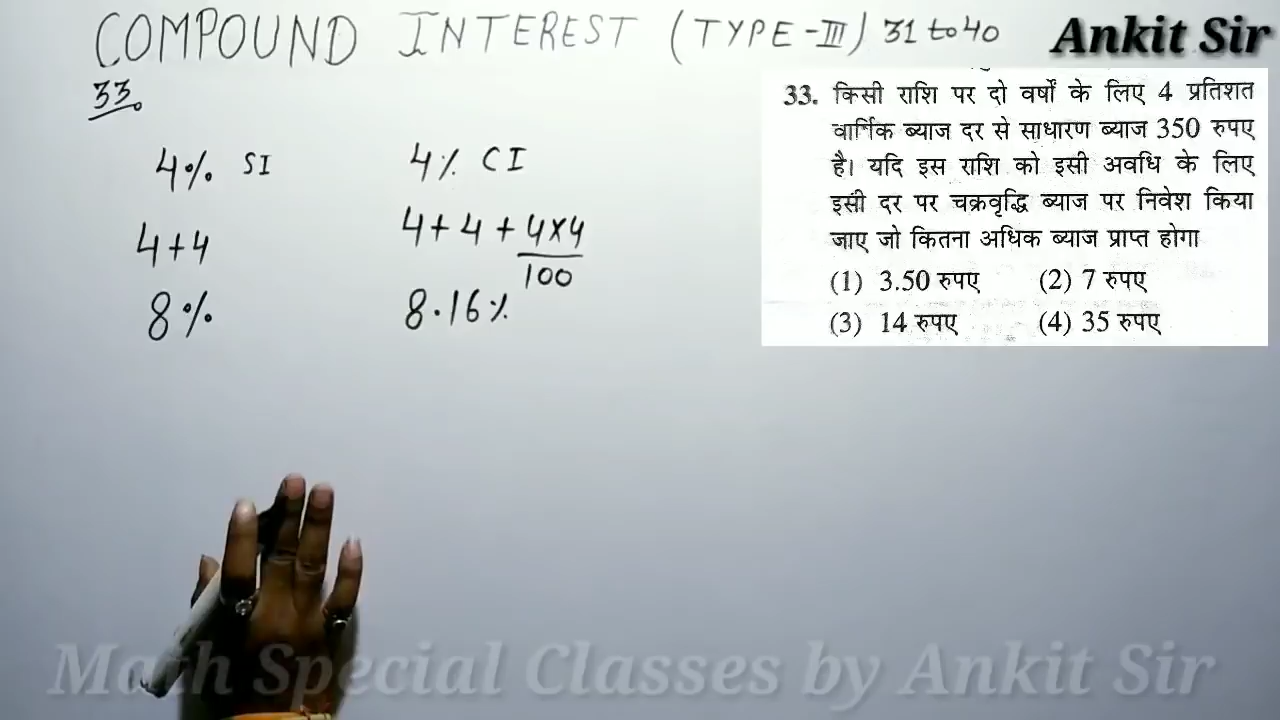 COMPOUND INTEREST (TYPE-III) 31 to 40
Ankit Sir
33.
4% SI
4+4
8%
4% CI
4+4+4×4
100
8.16%
33. किसी राशि पर दो वर्षों के लिए 4 प्रतिशत
वार्षिक ब्याज दर से साधारण ब्याज 350 रुपए
है। यदि इस राशि को इसी अवधि के लिए
इसी दर पर चक्रवृद्धि ब्याज पर निवेश किया
जाए जो कितना अधिक ब्याज प्राप्त होगा
(1) 3.50 रुपए (2) 7 रुपए
(3) 14 रुपए (4) 35 रुपए
Math Special Classes by Ankit Sir